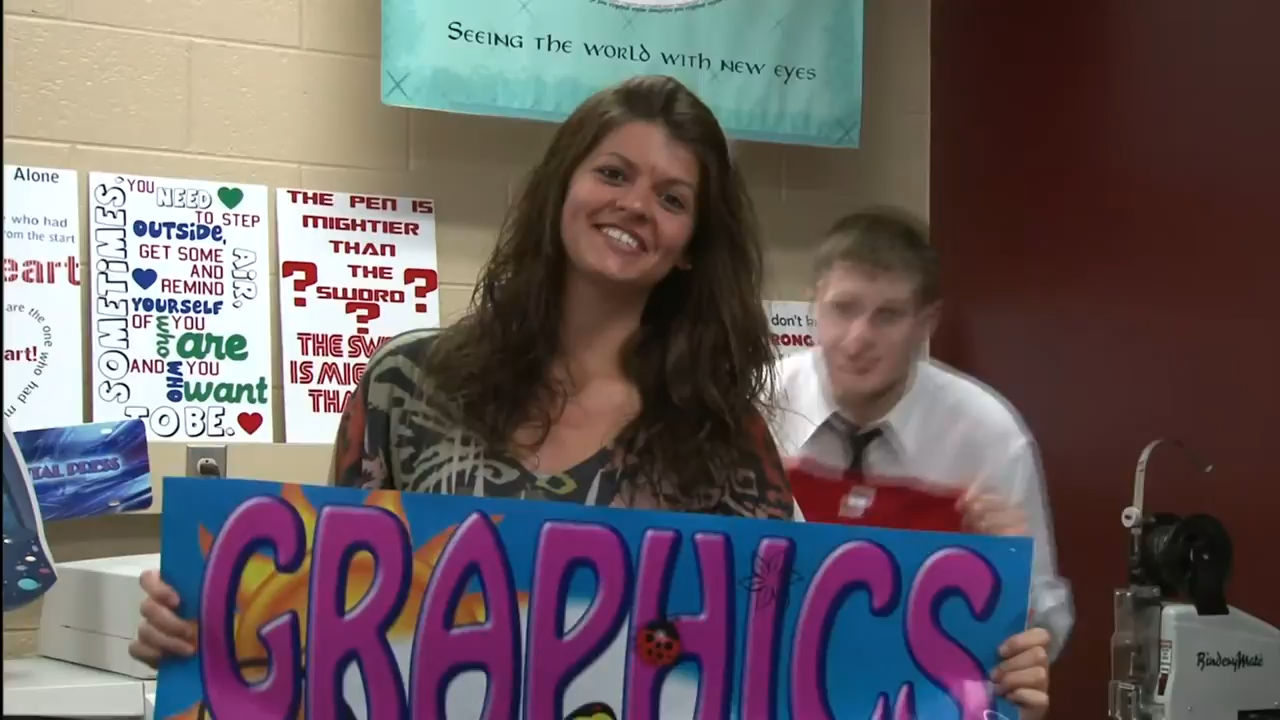 SEEING THE WORLD WITH NEW EYES
Alone
who had
from the start
eart
are the one who had
art!
SOMETIMES,
YOU NEED
TO STEP
OUTSIDE,
GET SOME
AIR,
AND
REMIND
YOURSELF
OF YOU
who are
AND YOU
WHO want
TO BE.
THE PEN IS
MIGHTIER
THAN
? THE ?
SWORD
?
THE SW
IS MIG
THA
don't k
RONG
TAL PRESS
GRAPHICS
BinderyMate